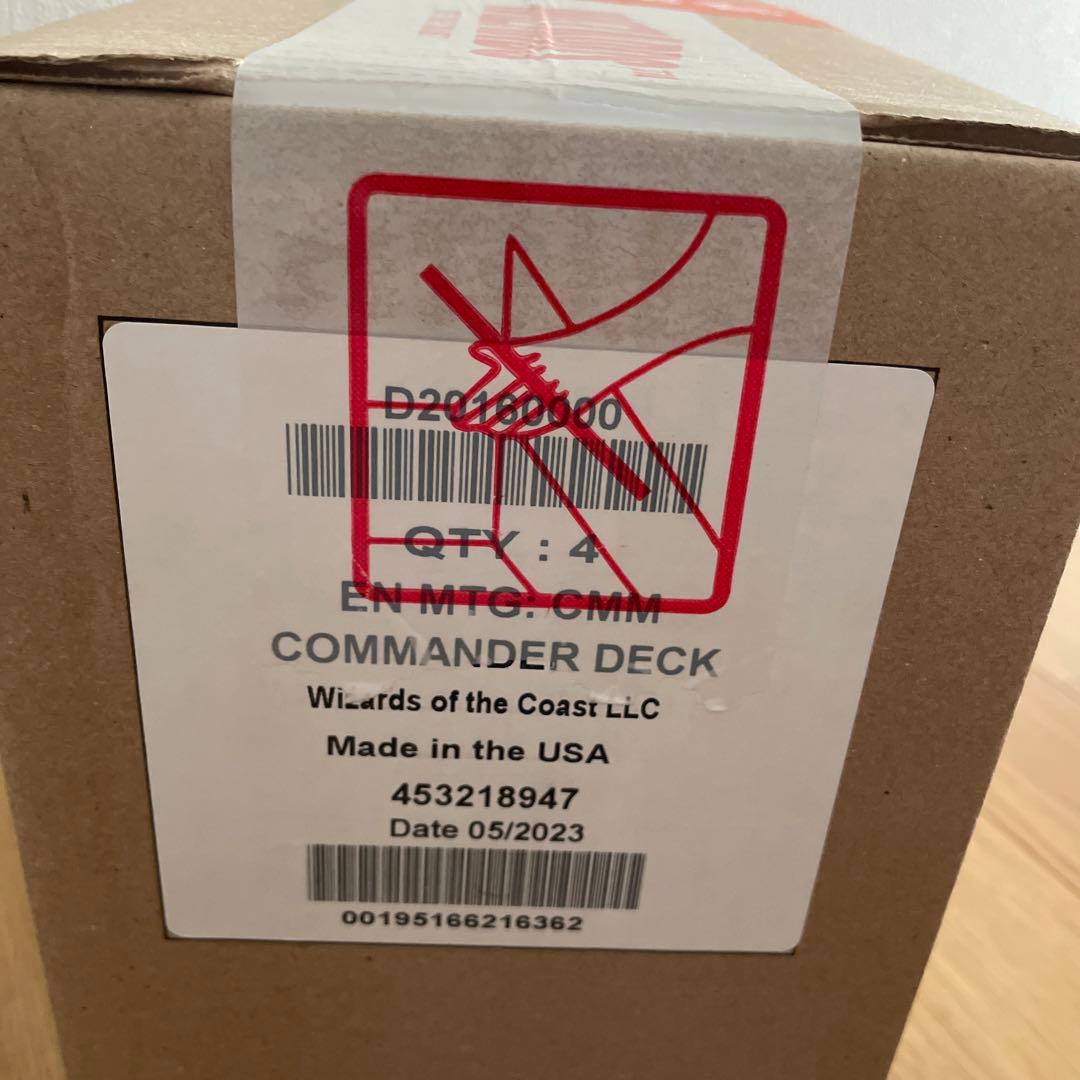 D20160000
QTY : 4
EN MTG: CMM
COMMANDER DECK
Wizards of the Coast LLC
Made in the USA
453218947
Date 05/2023
00195166216362